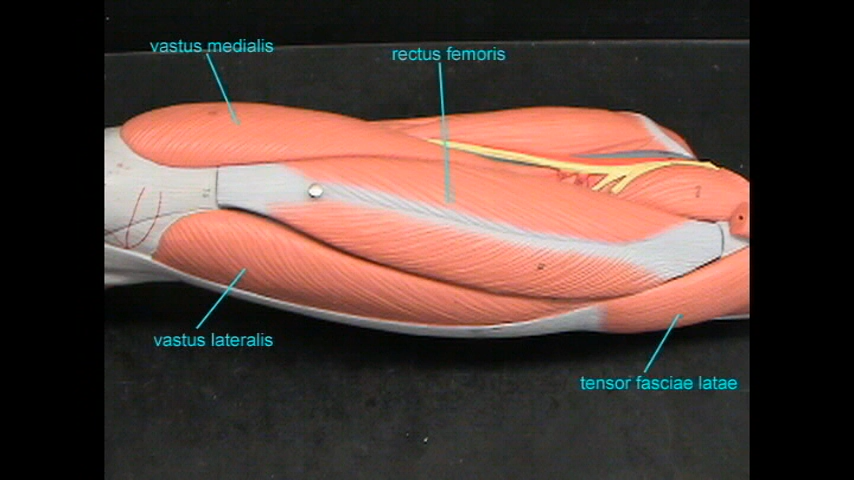 vastus medialis
rectus femoris
vastus lateralis
tensor fasciae latae